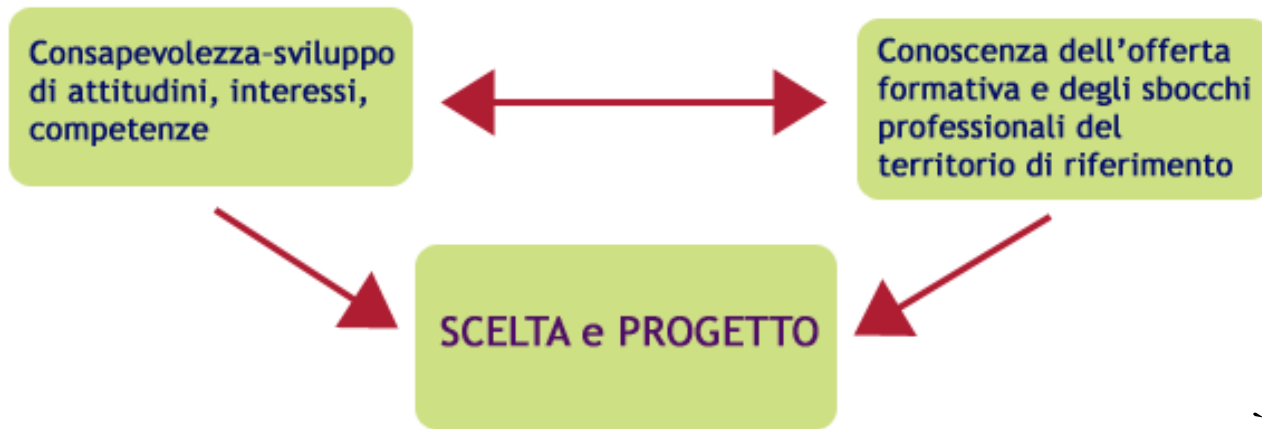 Consapevolezza-sviluppo
di attitudini, interessi,
competenze
Conoscenza dell'offerta
formativa e degli sbocchi
professionali del
territorio di riferimento
SCELTA e PROGETTO